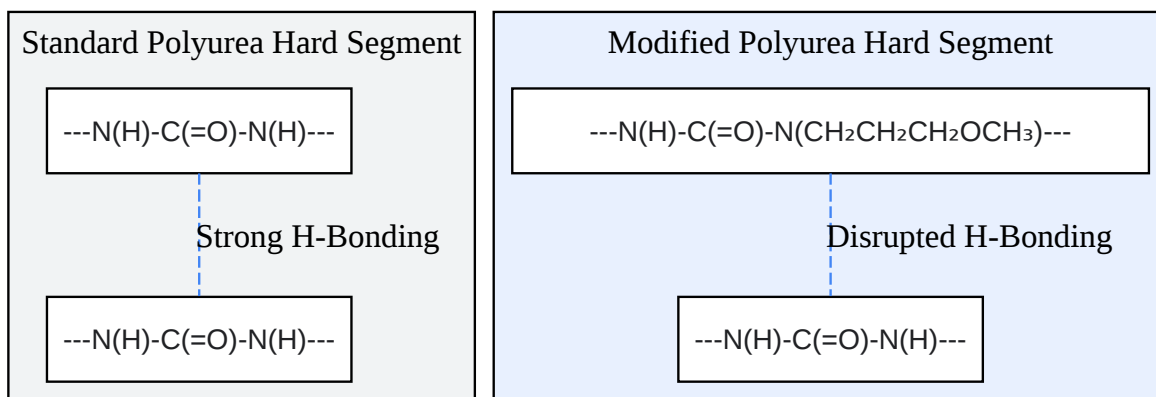 Standard Polyurea Hard Segment
---N(H)-C(=O)-N(H)---
Strong H-Bonding
---N(H)-C(=O)-N(H)---
Modified Polyurea Hard Segment
---N(H)-C(=O)-N(CH₂CH₂CH₂OCH₃)---
Disrupted H-Bonding
---N(H)-C(=O)-N(H)---